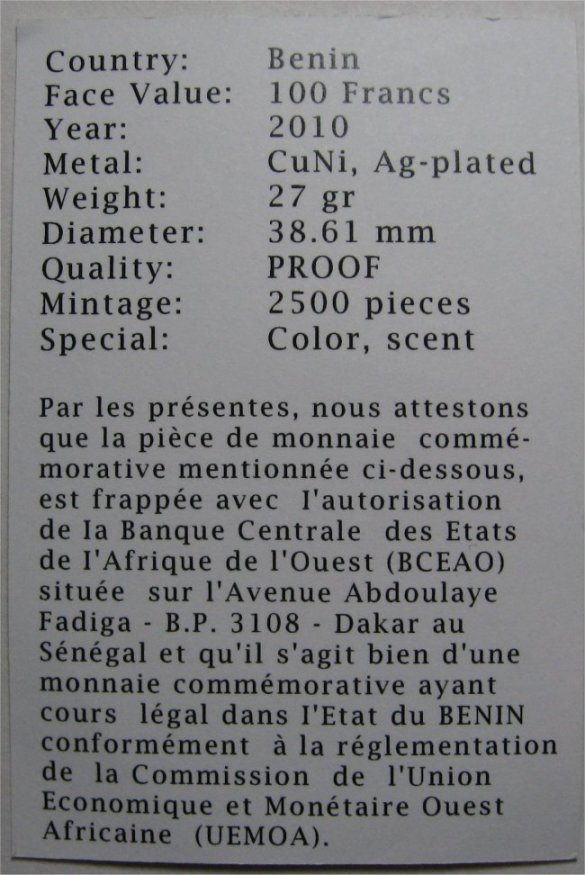 Country: Benin
Face Value: 100 Francs
Year: 2010
Metal: CuNi, Ag-plated
Weight: 27 gr
Diameter: 38.61 mm
Quality: PROOF
Mintage: 2500 pieces
Special: Color, scent
Par les présentes, nous attestons
que la pièce de monnaie commé-
morative mentionnée ci-dessous,
est frappée avec I'autorisation
de Ia Banque Centrale des Etats
de I'Afrique de l'Ouest (BCEAO)
située sur l'Avenue Abdoulaye
Fadiga - B.P. 3108 - Dakar au
Sénégal et qu'il s'agit bien d'une
monnaie commémorative ayant
cours légal dans I'Etat du BENIN
conformément à la réglementation
de la Commission de l'Union
Economique et Monétaire Ouest
Africaine (UEMOA).